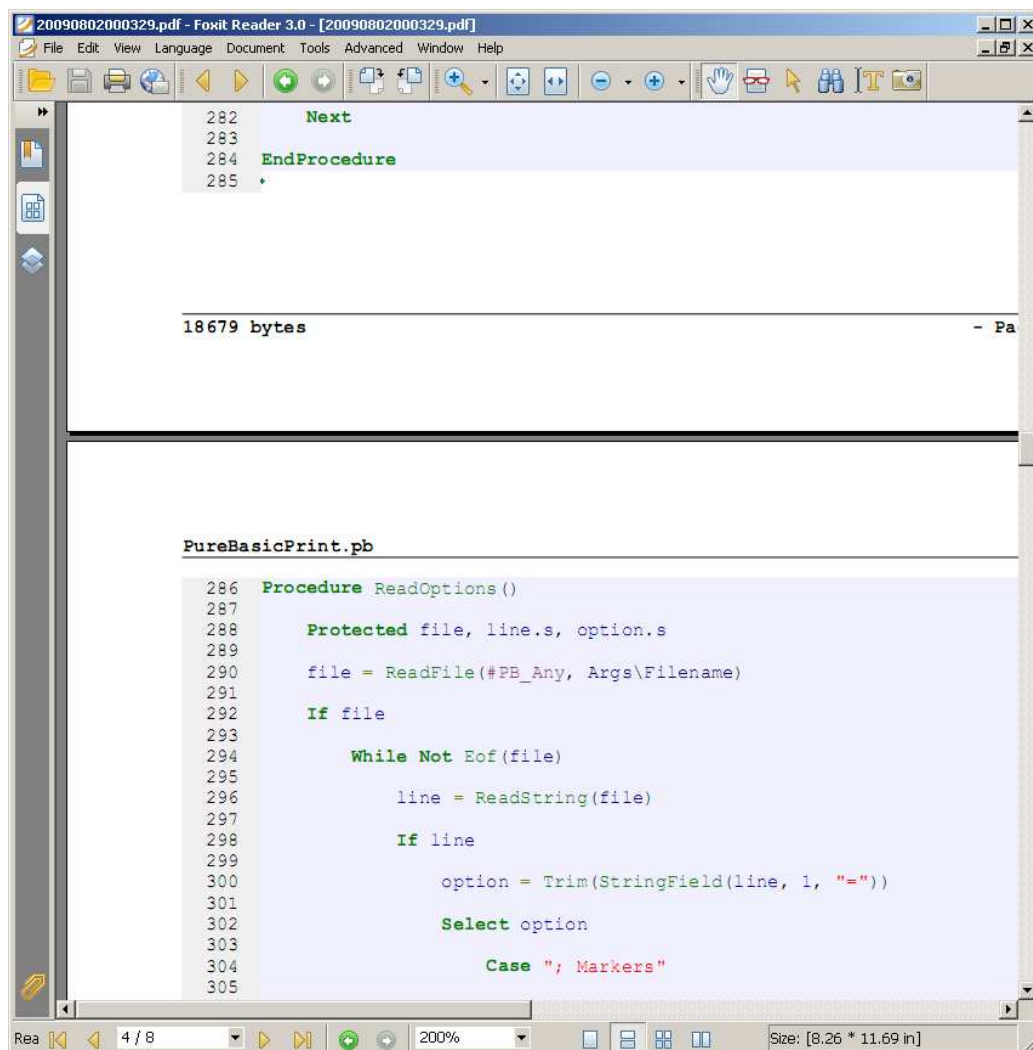 20090802000329.pdf - Foxit Reader 3.0 - [20090802000329.pdf]
File Edit View Language Document Tools Advanced Window Help
282 Next
283
284 EndProcedure
285
18679 bytes - Pa
PureBasicPrint.pb
286 Procedure ReadOptions()
287
288 Protected file, line.s, option.s
289
290 file = ReadFile(#PB_Any, Args\Filename)
291
292 If file
293
294 While Not Eof(file)
295
296 line = ReadString(file)
297
298 If line
299
300 option = Trim(StringField(line, 1, "="))
301
302 Select option
303
304 Case "; Markers"
305
Rea 4 / 8 200% Size: [8.26 * 11.69 in]